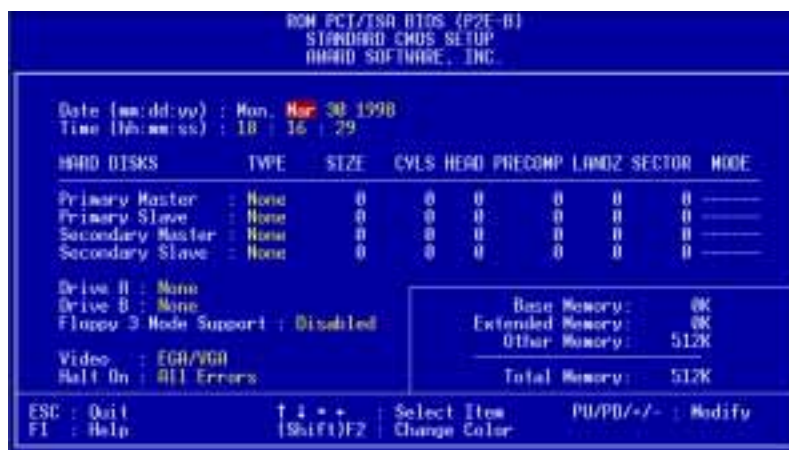 ROM PCI/ISA BIOS (P2E-B)
STANDARD CMOS SETUP
AWARD SOFTWARE, INC.
Date (mm:dd:yy) : Mon, Mar 30 1998
Time (hh:mm:ss) : 18 : 16 : 29
HARD DISKS TYPE SIZE CYLS HEAD PRECOMP LANDZ SECTOR MODE
Primary Master : None 0 0 0 0 0 0 ------
Primary Slave : None 0 0 0 0 0 0 ------
Secondary Master : None 0 0 0 0 0 0 ------
Secondary Slave : None 0 0 0 0 0 0 ------
Drive A : None
Drive B : None
Floppy 3 Mode Support : Disabled
Video : EGA/VGA
Halt On : All Errors
Base Memory: 0K
Extended Memory: 0K
Other Memory: 512K
Total Memory: 512K
ESC : Quit
F1 : Help
↑ ↓ → ← : Select Item
(Shift)F2 : Change Color
PU/PD/+/- : Modify